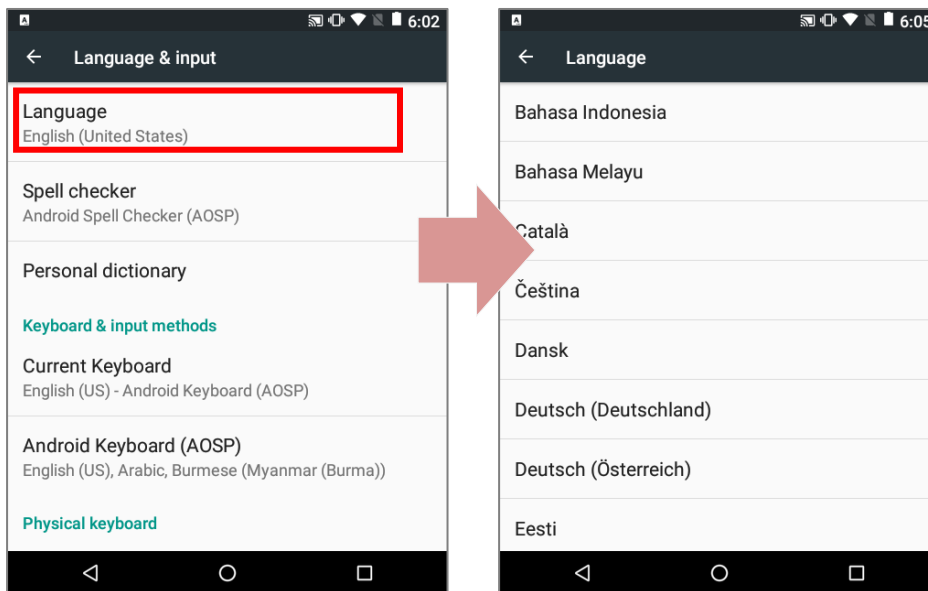 6:02
Language & input
Language
English (United States)
Spell checker
Android Spell Checker (AOSP)
Personal dictionary
Keyboard & input methods
Current Keyboard
English (US) - Android Keyboard (AOSP)
Android Keyboard (AOSP)
English (US), Arabic, Burmese (Myanmar (Burma))
Physical keyboard
6:05
Language
Bahasa Indonesia
Bahasa Melayu
Català
Čeština
Dansk
Deutsch (Deutschland)
Deutsch (Österreich)
Eesti